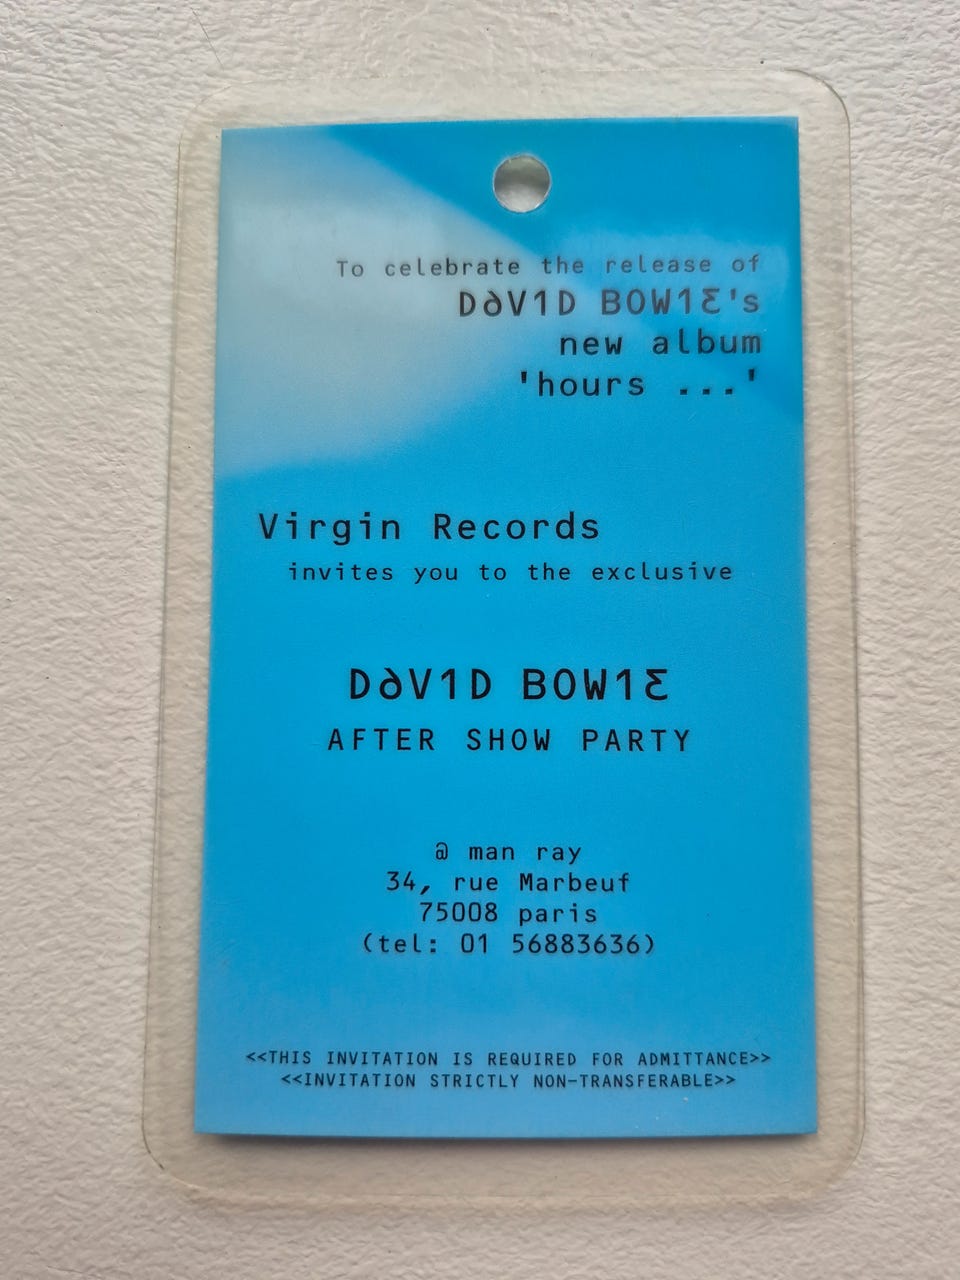 To celebrate the release of
D∂V1D BOW1Ɛ's
new album
'hours ...'
Virgin Records
invites you to the exclusive
D∂V1D BOW1Ɛ
AFTER SHOW PARTY
@ man ray
34, rue Marbeuf
75008 paris
(tel: 01 56883636)
<<THIS INVITATION IS REQUIRED FOR ADMITTANCE>>
<<INVITATION STRICTLY NON-TRANSFERABLE>>